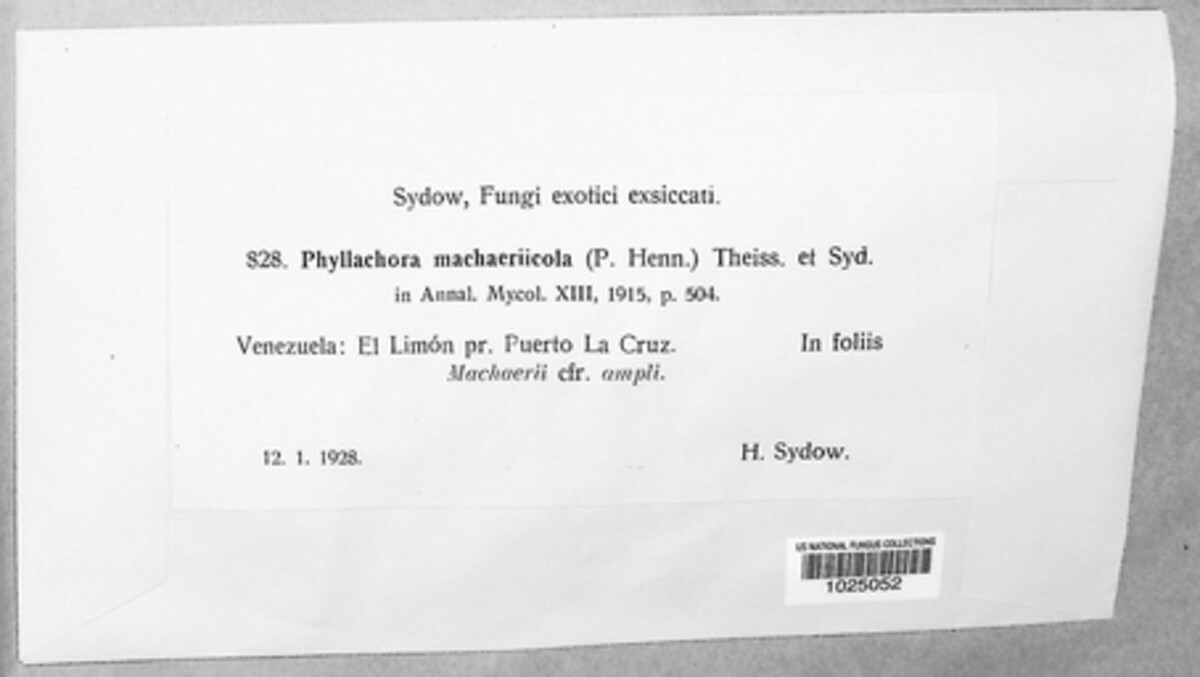 Sydow, Fungi exotici exsiccati.
828. Phyllachora machaeriicola (P. Henn.) Theiss. et Syd.
in Annal. Mycol. XIII, 1915, p. 504.
Venezuela: El Limón pr. Puerto La Cruz. In foliis
Machaerii cfr. ampli.
12. 1. 1928. H. Sydow.
US NATIONAL FUNGUS COLLECTIONS
1025052